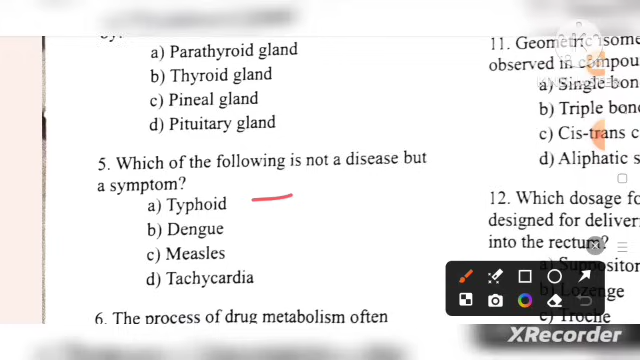 a) Parathyroid gland
b) Thyroid gland
c) Pineal gland
d) Pituitary gland
5. Which of the following is not a disease but
a symptom?
a) Typhoid
b) Dengue
c) Measles
d) Tachycardia
6. The process of drug metabolism often
11. Geometric
observed in
a) Single
b) Triple
c) Cis-trans
d) Aliphatic
12. Which dosage
designed for
into the rectum?
a)
b) Lozenge
c) Troche
XRecorder